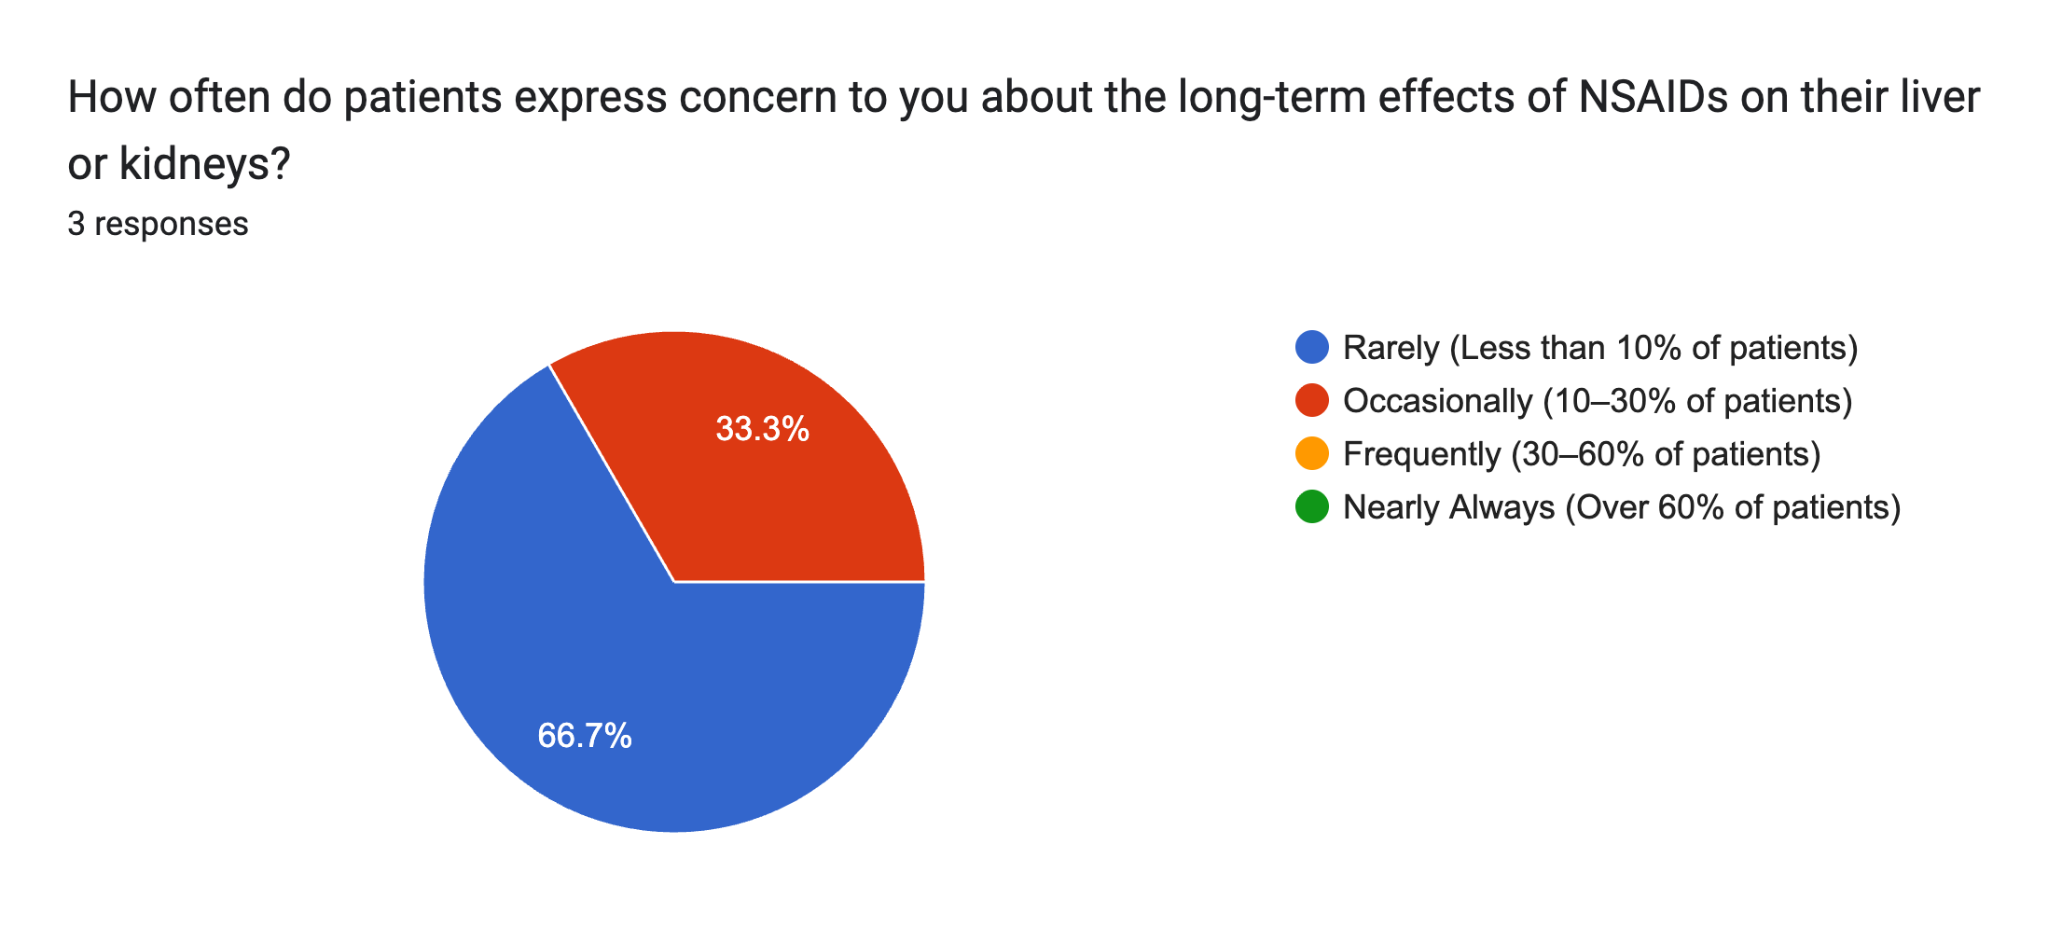 How often do patients express concern to you about the long-term effects of NSAIDs on their liver
or kidneys?
3 responses
33.3%
66.7%
Rarely (Less than 10% of patients)
Occasionally (10–30% of patients)
Frequently (30–60% of patients)
Nearly Always (Over 60% of patients)